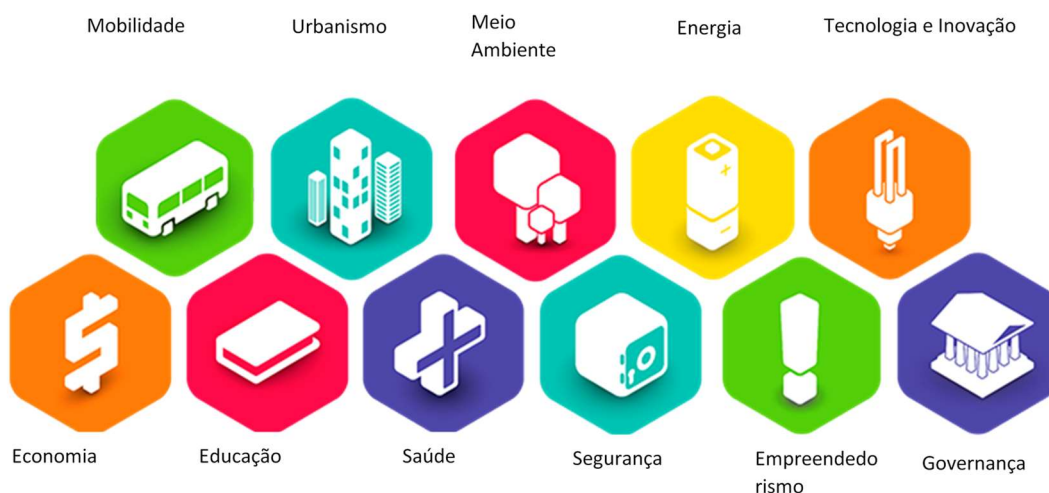 Mobilidade
Urbanismo
Meio
Ambiente
Energia
Tecnologia e Inovação
Economia
Educação
Saúde
Segurança
Empreendedo
rismo
Governança